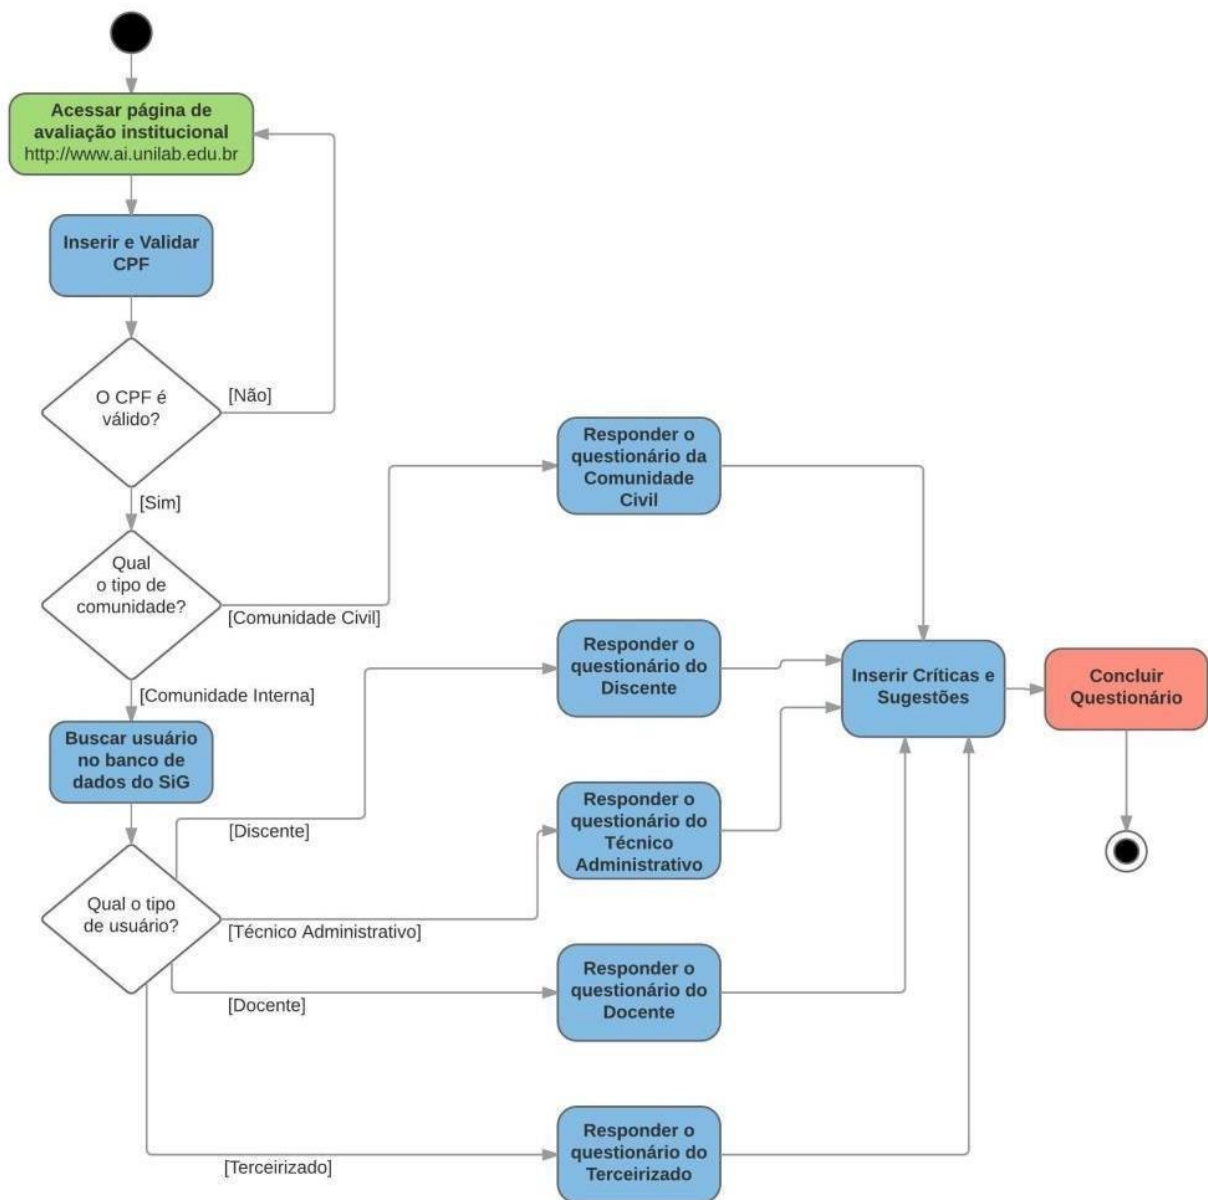 Acessar página de
avaliação institucional
http://www.ai.unilab.edu.br
Inserir e Validar
CPF
O CPF é
válido?
[Não]
[Sim]
Qual
o tipo de
comunidade?
[Comunidade Civil]
[Comunidade Interna]
Buscar usuário
no banco de
dados do SiG
Qual o tipo
de usuário?
[Discente]
[Técnico Administrativo]
[Docente]
[Terceirizado]
Responder o
questionário da
Comunidade
Civil
Responder o
questionário do
Discente
Responder o
questionário do
Técnico
Administrativo
Responder o
questionário do
Docente
Responder o
questionário do
Terceirizado
Inserir Críticas e
Sugestões
Concluir
Questionário